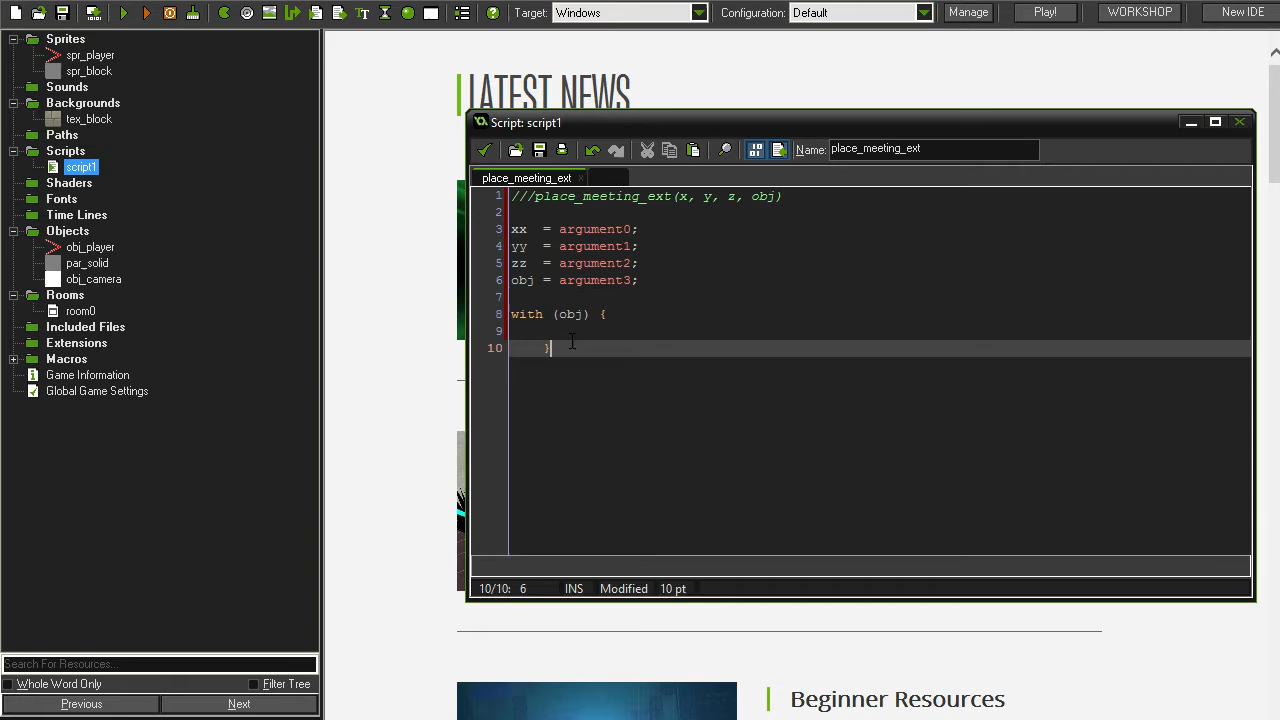 Target: Windows Configuration: Default Manage Play! WORKSHOP New IDE
Sprites
spr_player
spr_block
Sounds
Backgrounds
tex_block
Paths
Scripts
script1
Shaders
Fonts
Time Lines
Objects
obj_player
par_solid
obj_camera
Rooms
room0
Included Files
Extensions
Macros
Game Information
Global Game Settings
Search For Resources...
Whole Word Only Filter Tree
Previous Next
LATEST NEWS
Script: script1
Name: place_meeting_ext
place_meeting_ext
1 ///place_meeting_ext(x, y, z, obj)
2
3 xx = argument0;
4 yy = argument1;
5 zz = argument2;
6 obj = argument3;
7
8 with (obj) {
9
10 }
10/10: 6 INS Modified 10 pt
Beginner Resources